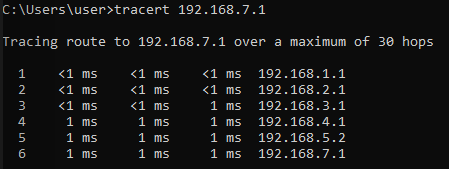 C:\Users\user>tracert 192.168.7.1
Tracing route to 192.168.7.1 over a maximum of 30 hops
1 <1 ms <1 ms <1 ms 192.168.1.1
2 <1 ms <1 ms <1 ms 192.168.2.1
3 <1 ms <1 ms 1 ms 192.168.3.1
4 1 ms 1 ms 1 ms 192.168.4.1
5 1 ms 1 ms 1 ms 192.168.5.2
6 1 ms 1 ms 1 ms 192.168.7.1